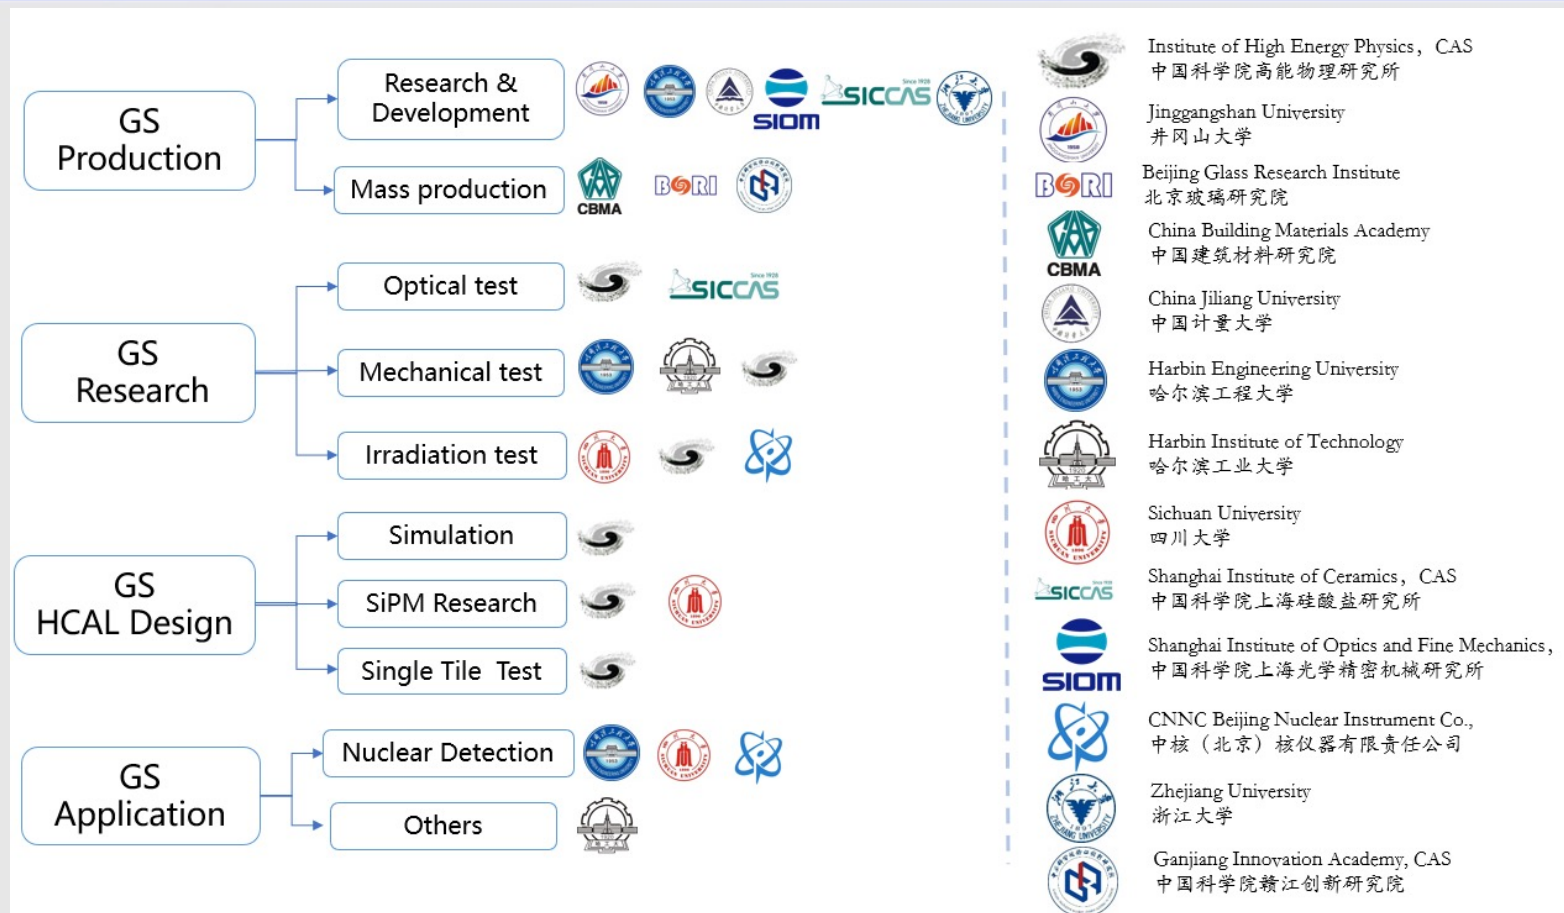 GS
Production
Research &
Development
SIOM
Since 1928
SICCAS
Mass production
CBMA
BGRI
GS
Research
Optical test
Since 1928
SICCAS
Mechanical test
Irradiation test
GS
HCAL Design
Simulation
SiPM Research
Single Tile  Test
GS
Application
Nuclear Detection
Others
Institute of High Energy Physics，CAS
中国科学院高能物理研究所
Jinggangshan University
井冈山大学
BGRI
Beijing Glass Research Institute
北京玻璃研究院
CBMA
China Building Materials Academy
中国建筑材料研究院
China Jiliang University
中国计量大学
Harbin Engineering University
哈尔滨工程大学
Harbin Institute of Technology
哈尔滨工业大学
Sichuan University
四川大学
SICCAS
Shanghai Institute of Ceramics，CAS
中国科学院上海硅酸盐研究所
SIOM
Shanghai Institute of Optics and Fine Mechanics，
中国科学院上海光学精密机械研究所
CNNC Beijing Nuclear Instrument Co.,
中核（北京）核仪器有限责任公司
Zhejiang University
浙江大学
Ganjiang Innovation Academy, CAS
中国科学院赣江创新研究院